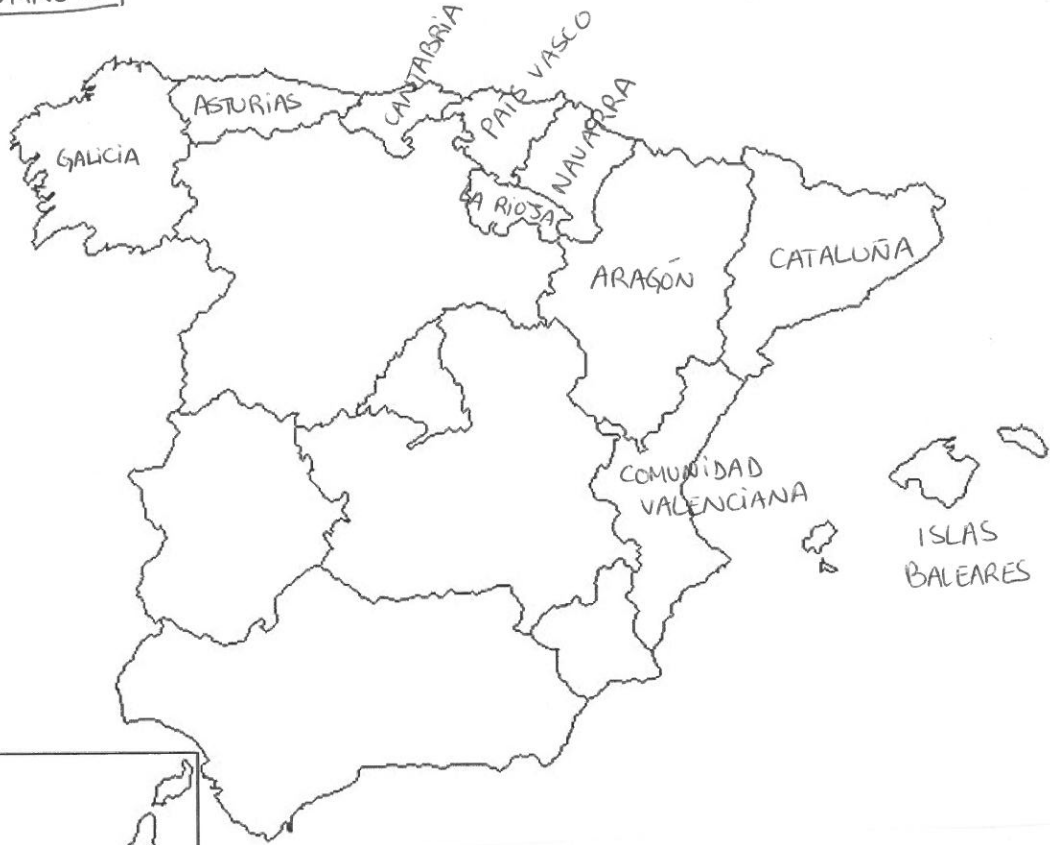 CANTABRIA
PAÍS VASCO
ASTURIAS
NAVARRA
GALICIA
LA RIOJA
ARAGÓN
CATALUÑA
COMUNIDAD
VALENCIANA
ISLAS
BALEARES